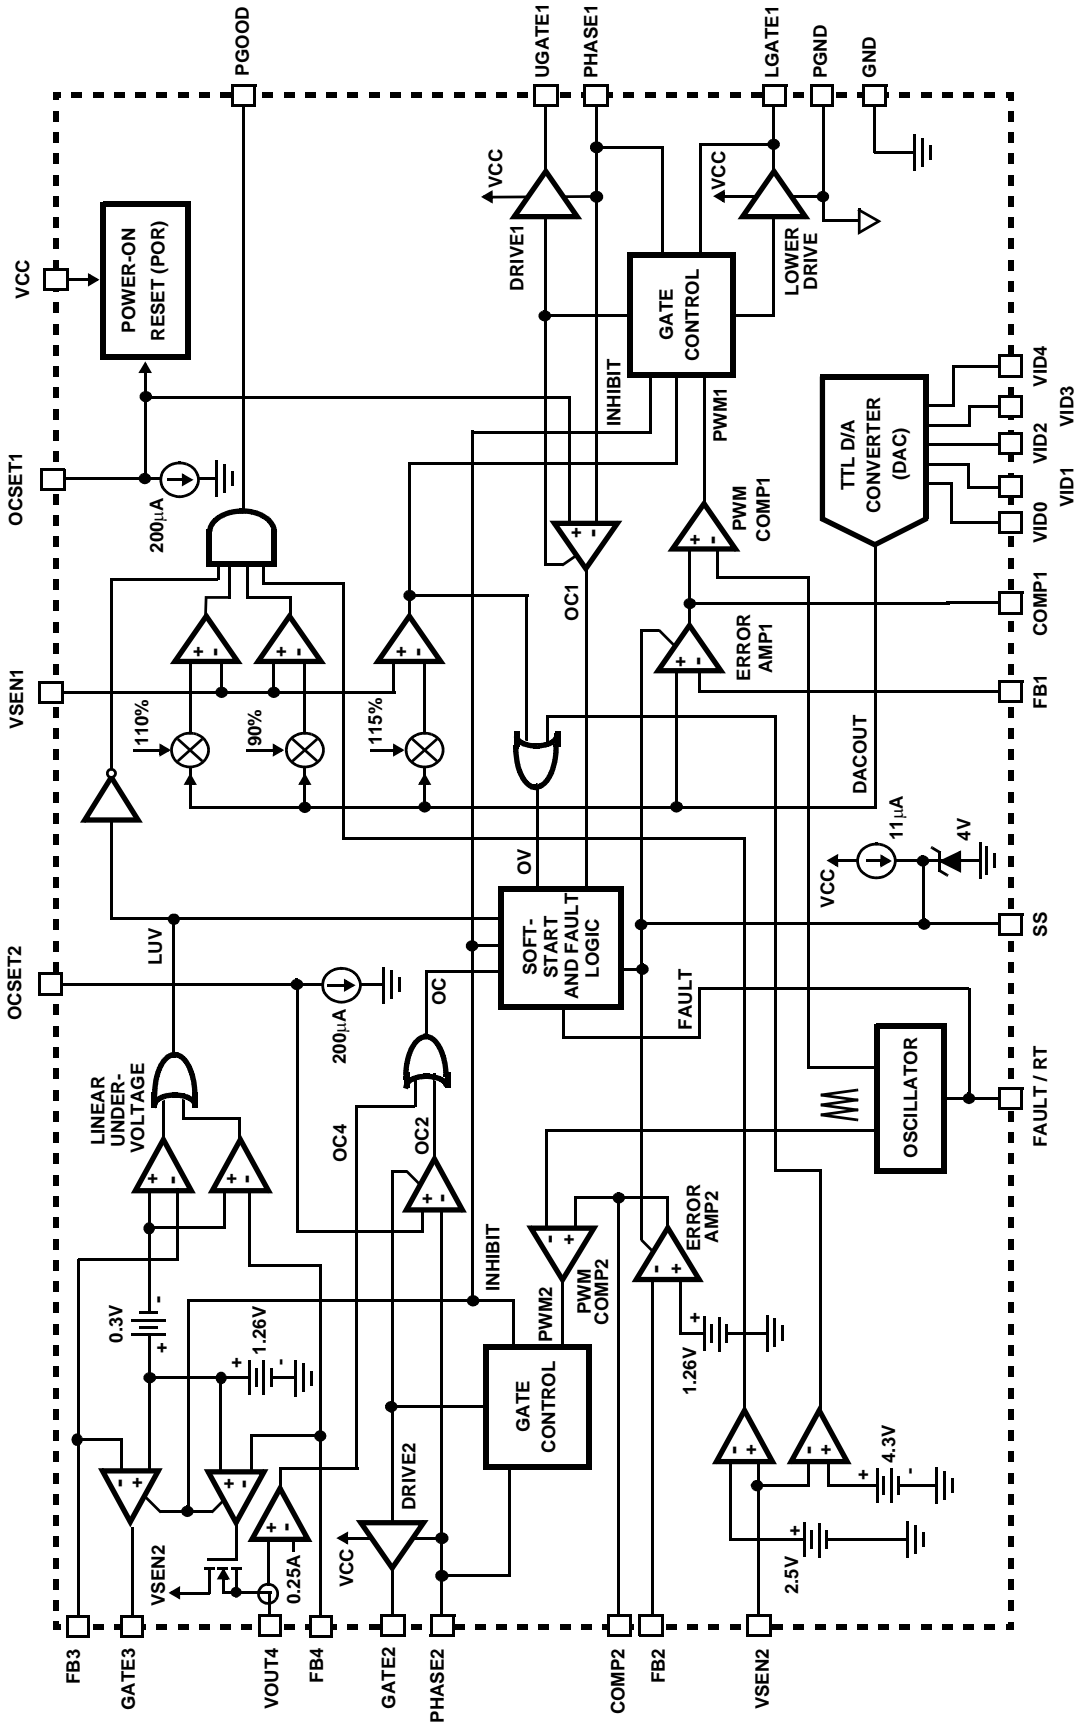 VSEN1
OCSET1
VCC
OCSET2
FB3
GATE3
VOUT4
FB4
GATE2
PHASE2
COMP2
FB2
VSEN2
PGOOD
UGATE1
PHASE1
LGATE1
PGND
GND
VID4
VID3
VID2
VID1
VID0
COMP1
FB1
SS
FAULT / RT
POWER-ON
RESET (POR)
200µA
110%
90%
115%
+
-
+
-
+
-
LUV
LINEAR
UNDER-
VOLTAGE
+
-
+
-
0.3V
+
-
1.26V
+
-
-
+
+
-
VSEN2
+
-
0.25A
200µA
OC4
OC
OC2
+
-
INHIBIT
VCC
DRIVE2
GATE
CONTROL
PWM2
PWM
COMP2
-
+
ERROR
AMP2
-
+
1.26V
+
-
+
-
+
2.5V
+
4.3V
+
-
SOFT-
START
AND FAULT
LOGIC
OV
OC1
+
-
FAULT
OSCILLATOR
VCC
11µA
4V
DACOUT
ERROR
AMP1
+
-
PWM
COMP1
+
-
PWM1
INHIBIT
GATE
CONTROL
DRIVE1
VCC
VCC
LOWER
DRIVE
TTL D/A
CONVERTER
(DAC)